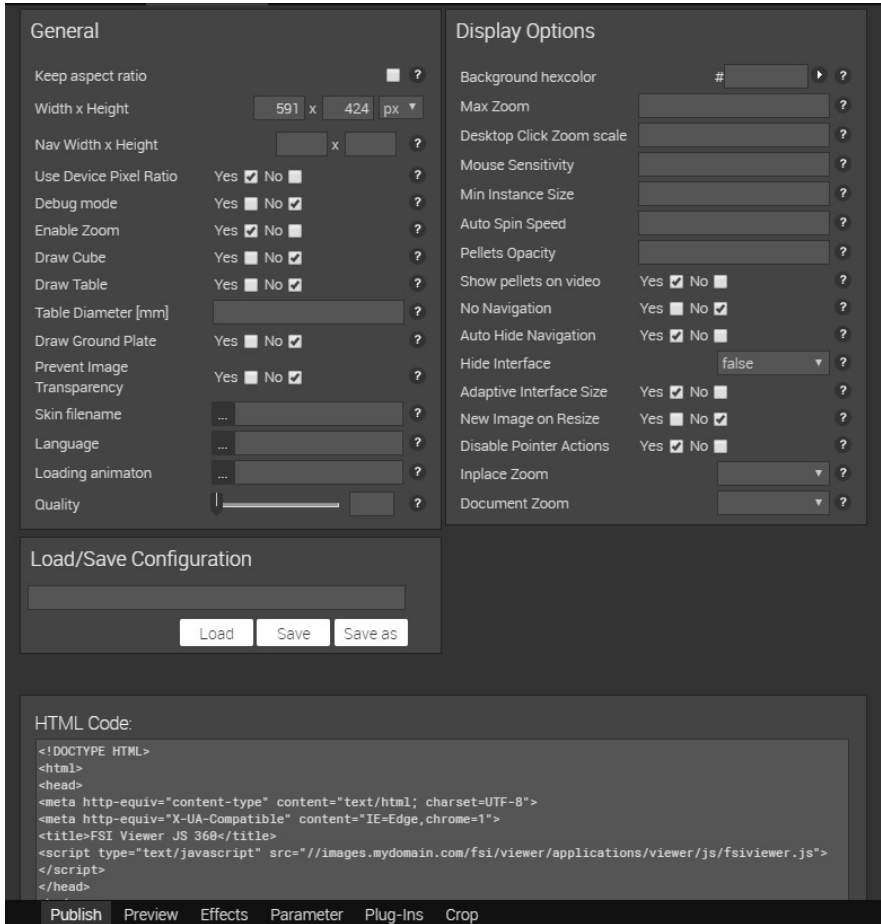 General
Keep aspect ratio ?
Width x Height 591 x 424 px
Nav Width x Height x ?
Use Device Pixel Ratio Yes No ?
Debug mode Yes No ?
Enable Zoom Yes No ?
Draw Cube Yes No ?
Draw Table Yes No ?
Table Diameter [mm] ?
Draw Ground Plate Yes No ?
Prevent Image
Transparency Yes No ?
Skin filename ... ?
Language ... ?
Loading animaton ... ?
Quality ?
Display Options
Background hexcolor # ?
Max Zoom ?
Desktop Click Zoom scale ?
Mouse Sensitivity ?
Min Instance Size ?
Auto Spin Speed ?
Pellets Opacity ?
Show pellets on video Yes No ?
No Navigation Yes No ?
Auto Hide Navigation Yes No ?
Hide Interface false ?
Adaptive Interface Size Yes No ?
New Image on Resize Yes No ?
Disable Pointer Actions Yes No ?
Inplace Zoom ?
Document Zoom ?
Load/Save Configuration
Load Save Save as
HTML Code:
<!DOCTYPE HTML>
<html>
<head>
<meta http-equiv="content-type" content="text/html; charset=UTF-8">
<meta http-equiv="X-UA-Compatible" content="IE=Edge,chrome=1">
<title>FSI Viewer JS 360</title>
<script type="text/javascript" src="//images.mydomain.com/fsi/viewer/applications/viewer/js/fsiviewer.js">
</script>
</head>
Publish Preview Effects Parameter Plug-Ins Crop